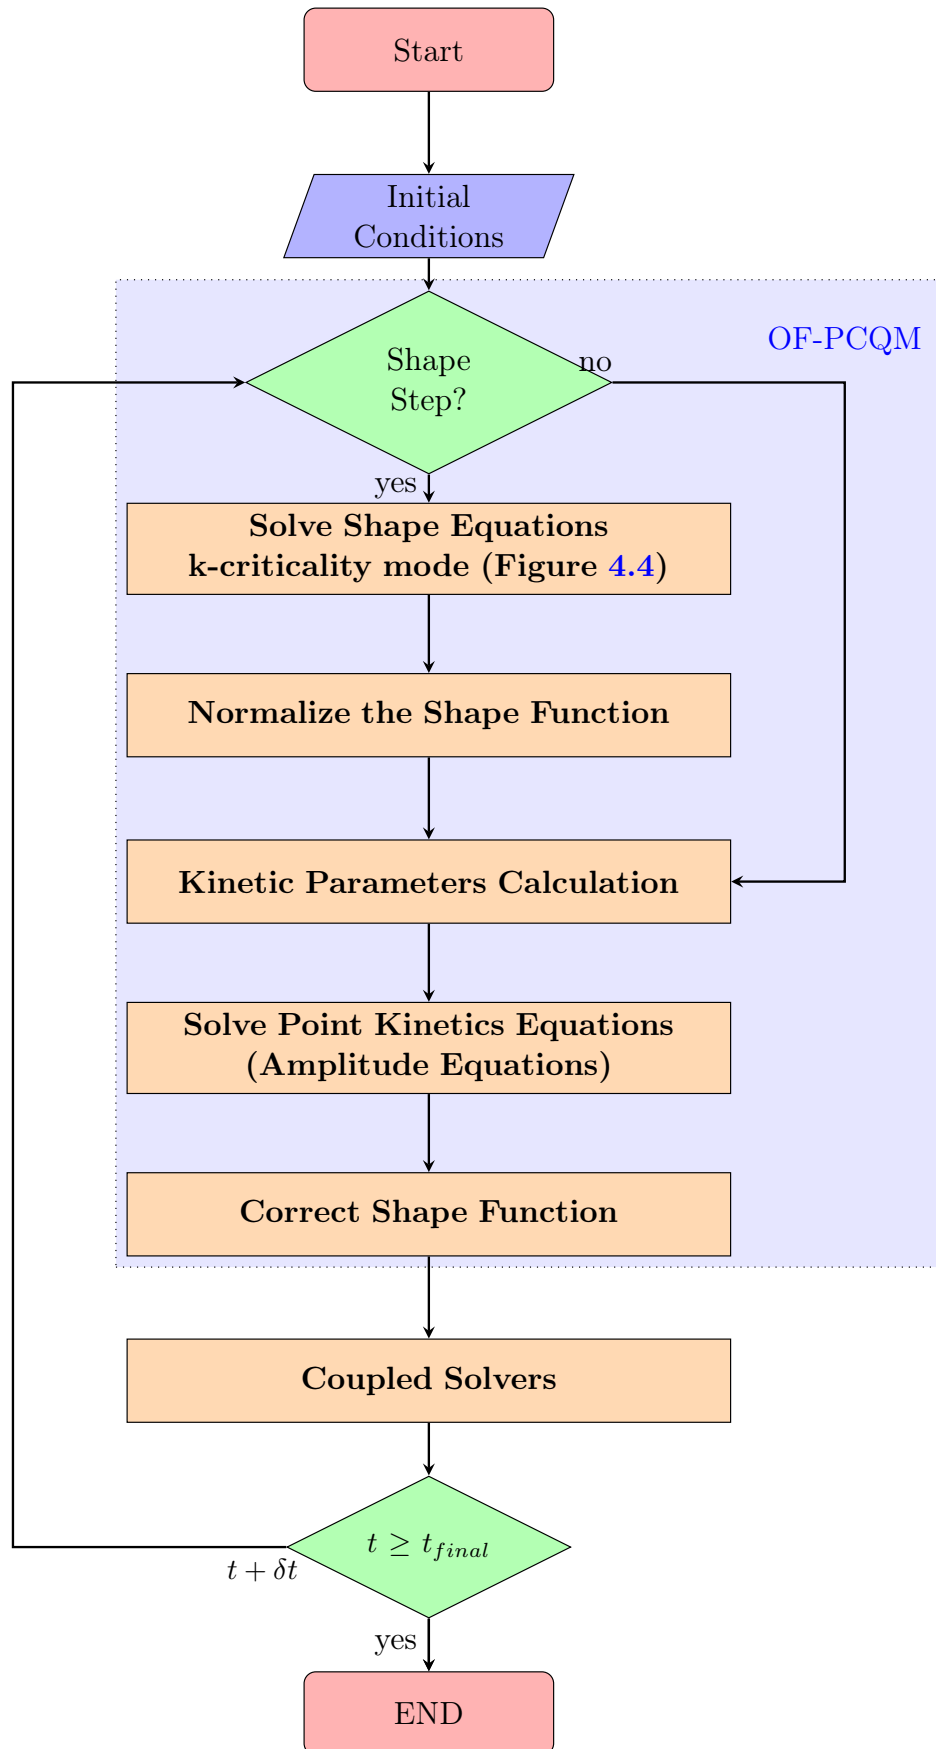 Start
Initial
Conditions
OF-PCQM
Shape
Step?
no
yes
Solve Shape Equations
k-criticality mode (Figure 4.4)
Normalize the Shape Function
Kinetic Parameters Calculation
Solve Point Kinetics Equations
(Amplitude Equations)
Correct Shape Function
Coupled Solvers
t ≥ t_{final}
t + δt
yes
END